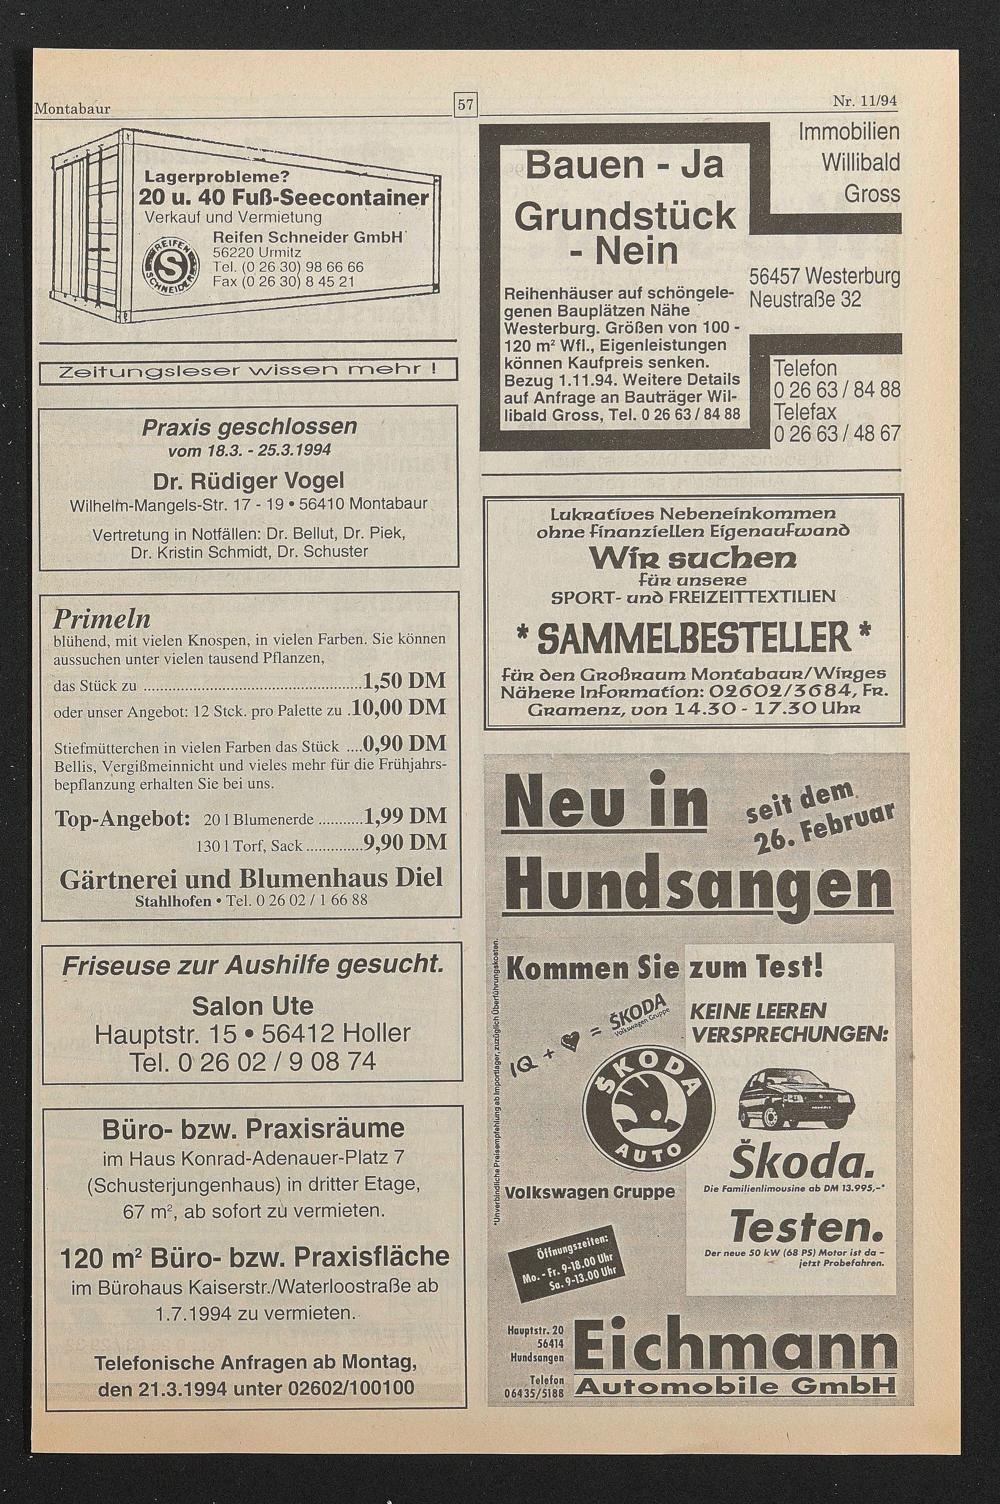 Montabaur
57
Nr. 11/94
Lagerprobleme?
20 u. 40 Fuß-Seecontainer
Verkauf und Vermietung
Reifen Schneider GmbH
56220 Urmitz
Tel. (0 26 30) 98 66 66
Fax (0 26 30) 8 45 21
REIFEN
S
SCHNEIDER
Zeitungsleser wissen mehr !
Praxis geschlossen
vom 18.3. - 25.3.1994
Dr. Rüdiger Vogel
Wilhelm-Mangels-Str. 17 - 19 • 56410 Montabaur
Vertretung in Notfällen: Dr. Bellut, Dr. Piek,
Dr. Kristin Schmidt, Dr. Schuster
Primeln
blühend, mit vielen Knospen, in vielen Farben. Sie können
aussuchen unter vielen tausend Pflanzen,
das Stück zu ..........................................1,50 DM
oder unser Angebot: 12 Stck. pro Palette zu .10,00 DM
Stiefmütterchen in vielen Farben das Stück ....0,90 DM
Bellis, Vergißmeinnicht und vieles mehr für die Frühjahrs-
bepflanzung erhalten Sie bei uns.
Top-Angebot: 20 l Blumenerde ..........1,99 DM
130 l Torf, Sack .............9,90 DM
Gärtnerei und Blumenhaus Diel
Stahlhofen • Tel. 0 26 02 / 1 66 88
Friseuse zur Aushilfe gesucht.
Salon Ute
Hauptstr. 15 • 56412 Holler
Tel. 0 26 02 / 9 08 74
Büro- bzw. Praxisräume
im Haus Konrad-Adenauer-Platz 7
(Schusterjungenhaus) in dritter Etage,
67 m², ab sofort zu vermieten.
120 m² Büro- bzw. Praxisfläche
im Bürohaus Kaiserstr./Waterloostraße ab
1.7.1994 zu vermieten.
Telefonische Anfragen ab Montag,
den 21.3.1994 unter 02602/100100
Bauen - Ja
Grundstück
- Nein
Reihenhäuser auf schöngele-
genen Bauplätzen Nähe
Westerburg. Größen von 100 -
120 m² Wfl., Eigenleistungen
können Kaufpreis senken.
Bezug 1.11.94. Weitere Details
auf Anfrage an Bauträger Wil-
libald Gross, Tel. 0 26 63 / 84 88
Immobilien
Willibald
Gross
56457 Westerburg
Neustraße 32
Telefon
0 26 63 / 84 88
Telefax
0 26 63 / 48 67
Lukratives Nebeneinkommen
ohne finanziellen Eigenaufwand
Wir suchen
für unsere
SPORT- und FREIZEITTEXTILIEN
* SAMMELBESTELLER *
für den Großraum Montabaur/Wirges
Nähere Information: 02602/3684, Fr.
Gramenz, von 14.30 - 17.30 Uhr
Neu in
Hundsangen
seit dem
26. Februar
Kommen Sie zum Test!
IQ + = ŠKODA
Volkswagen Gruppe
ŠKODA
AUTO
Volkswagen Gruppe
*Unverbindliche Preisempfehlung ab Importlager, zuzüglich Überführungskosten.
KEINE LEEREN
VERSPRECHUNGEN:
Škoda.
Die Familienlimousine ab DM 13.995,-*
Testen.
Der neue 50 kW (68 PS) Motor ist da –
jetzt Probefahren.
Öffnungszeiten:
Mo. - Fr. 9-18.00 Uhr
Sa. 9-13.00 Uhr
Hauptstr. 20
56414
Hundsangen
Telefon
06435/5188
Eichmann
Automobile GmbH